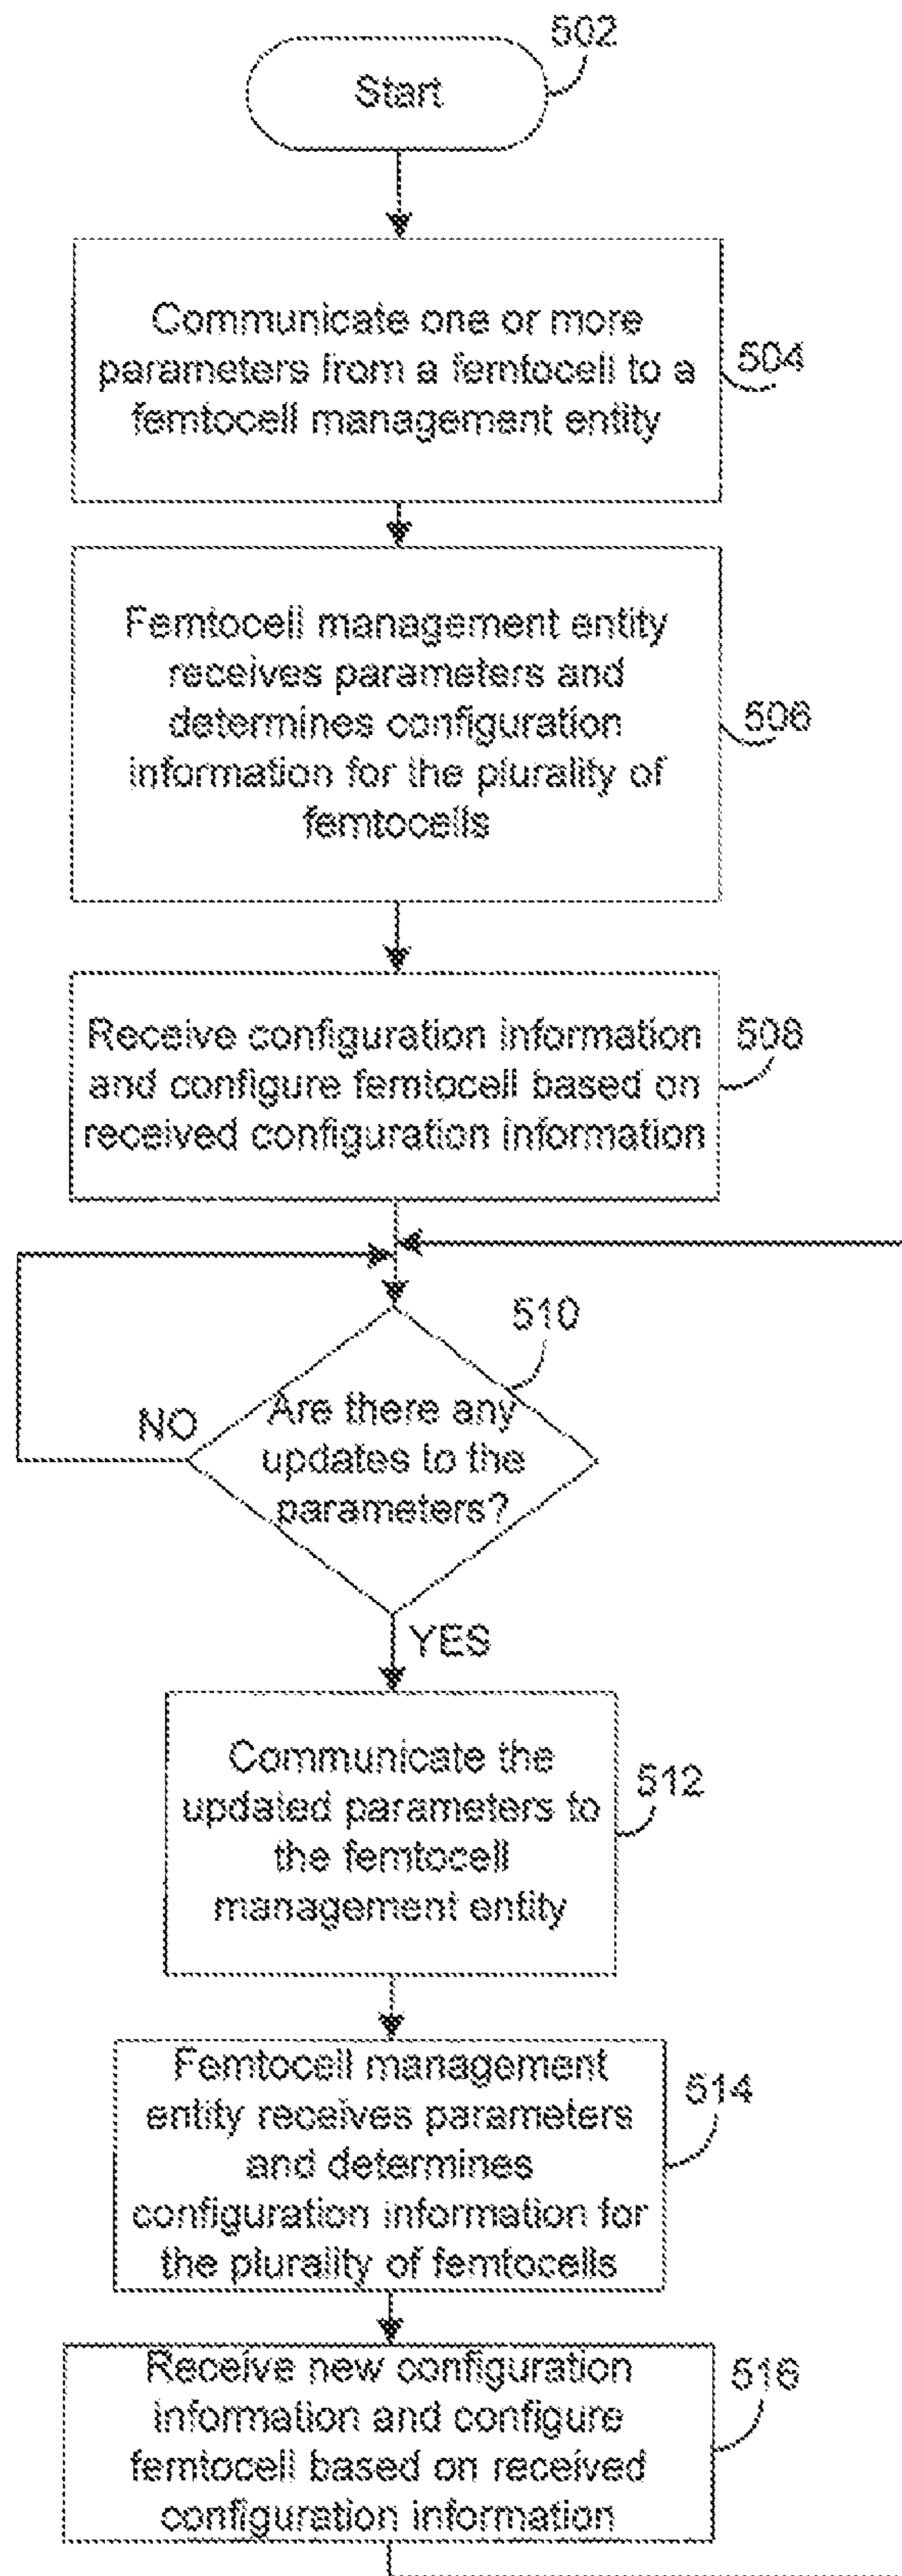 502
Start
Communicate one or more
parameters from a femtocell to a
femtocell management entity
504
Femtocell management entity
receives parameters and
determines configuration
information for the plurality of
femtocells
506
Receive configuration information
and configure femtocell based on
received configuration information
508
510
Are there any
updates to the
parameters?
NO
YES
Communicate the
updated parameters to
the femtocell
management entity
512
Femtocell management
entity receives parameters
and determines
configuration information for
the plurality of femtocells
514
Receive new configuration
information and configure
femtocell based on received
configuration information
516